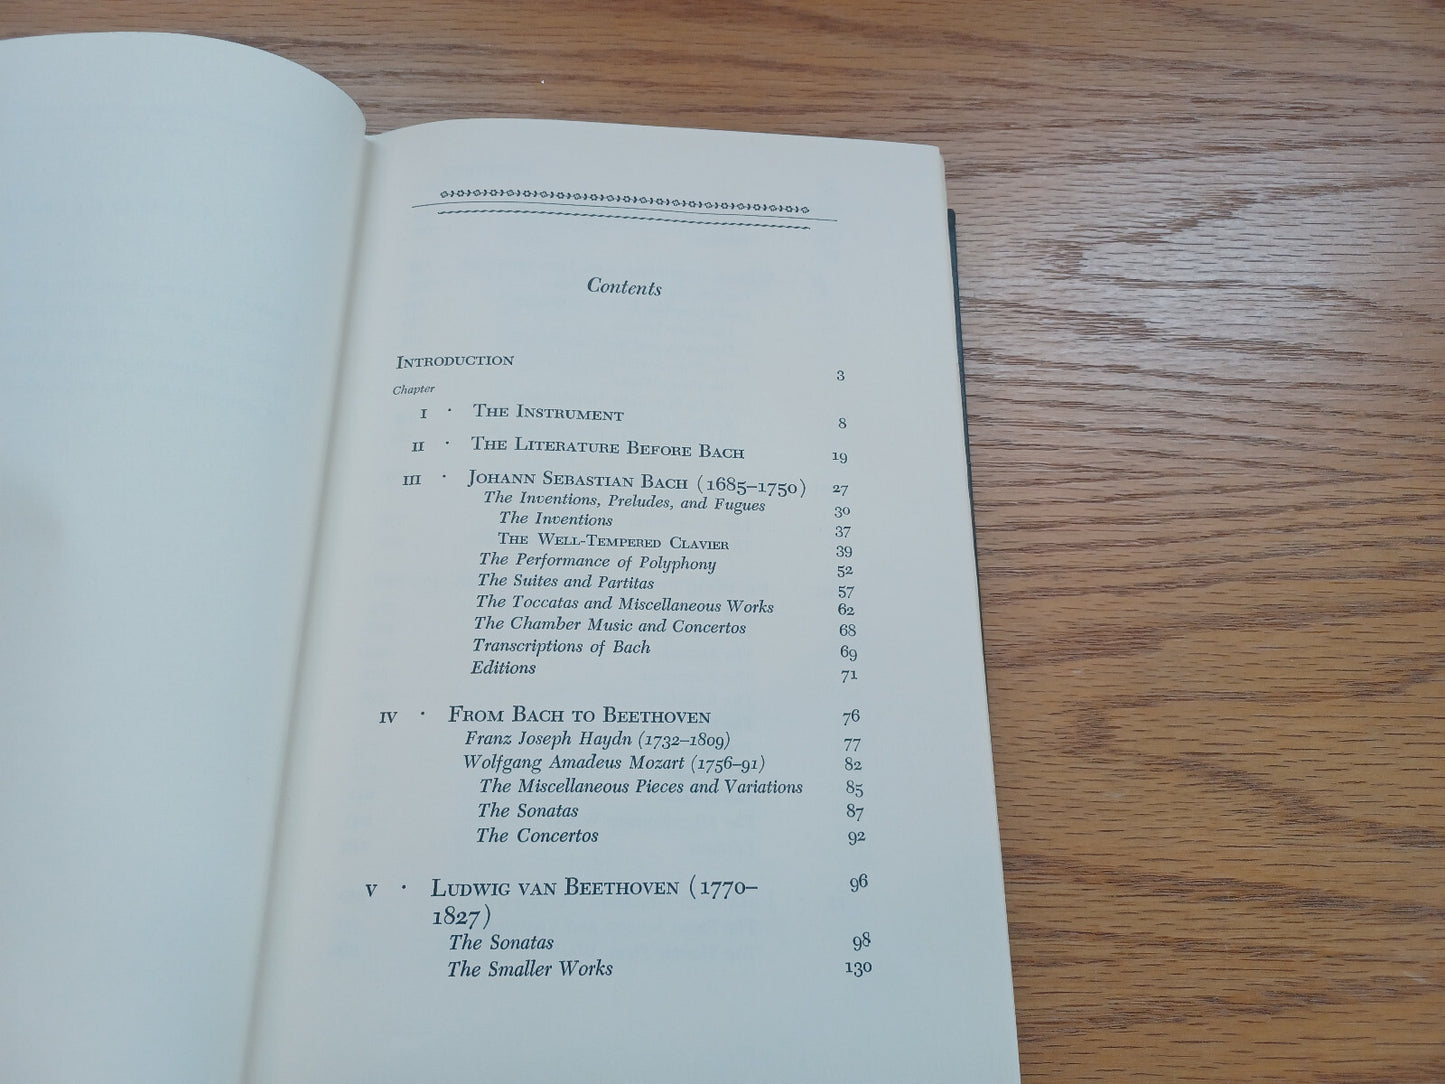 Contents
INTRODUCTION 3
Chapter
I · THE INSTRUMENT 8
II · THE LITERATURE BEFORE BACH 19
III · JOHANN SEBASTIAN BACH (1685–1750) 27
The Inventions, Preludes, and Fugues 30
The Inventions 37
THE WELL-TEMPERED CLAVIER 39
The Performance of Polyphony 52
The Suites and Partitas 57
The Toccatas and Miscellaneous Works 62
The Chamber Music and Concertos 68
Transcriptions of Bach 69
Editions 71
IV · FROM BACH TO BEETHOVEN 76
Franz Joseph Haydn (1732–1809) 77
Wolfgang Amadeus Mozart (1756–91) 82
The Miscellaneous Pieces and Variations 85
The Sonatas 87
The Concertos 92
V · LUDWIG VAN BEETHOVEN (1770– 96
1827)
The Sonatas 98
The Smaller Works 130